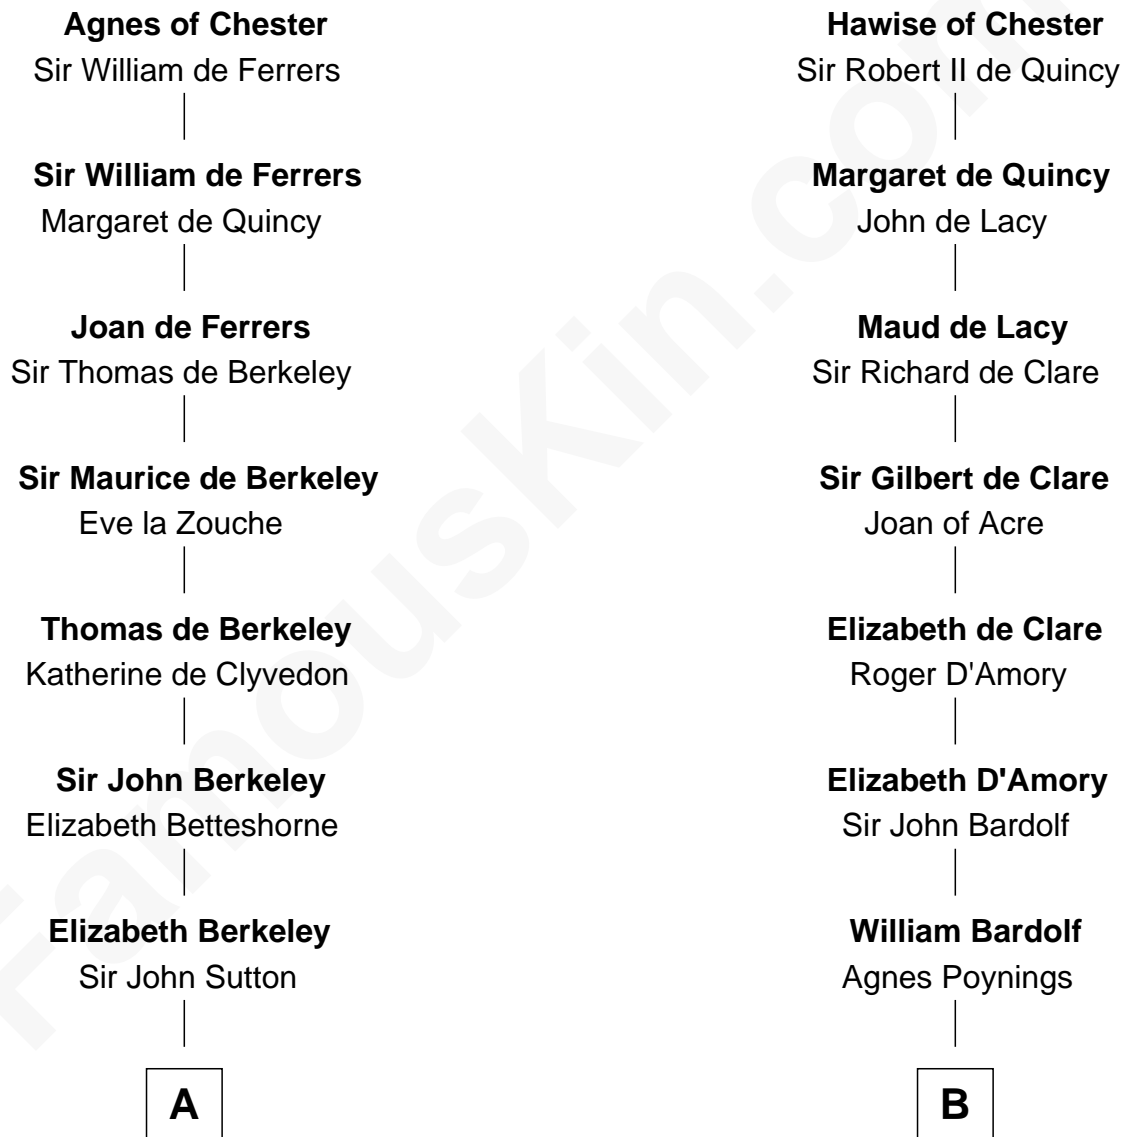 Agnes of Chester
Sir William de Ferrers
Sir William de Ferrers
Margaret de Quincy
Joan de Ferrers
Sir Thomas de Berkeley
Sir Maurice de Berkeley
Eve la Zouche
Thomas de Berkeley
Katherine de Clyvedon
Sir John Berkeley
Elizabeth Betteshorne
Elizabeth Berkeley
Sir John Sutton
A
Hawise of Chester
Sir Robert II de Quincy
Margaret de Quincy
John de Lacy
Maud de Lacy
Sir Richard de Clare
Sir Gilbert de Clare
Joan of Acre
Elizabeth de Clare
Roger D'Amory
Elizabeth D'Amory
Sir John Bardolf
William Bardolf
Agnes Poynings
B
FamousKin.com